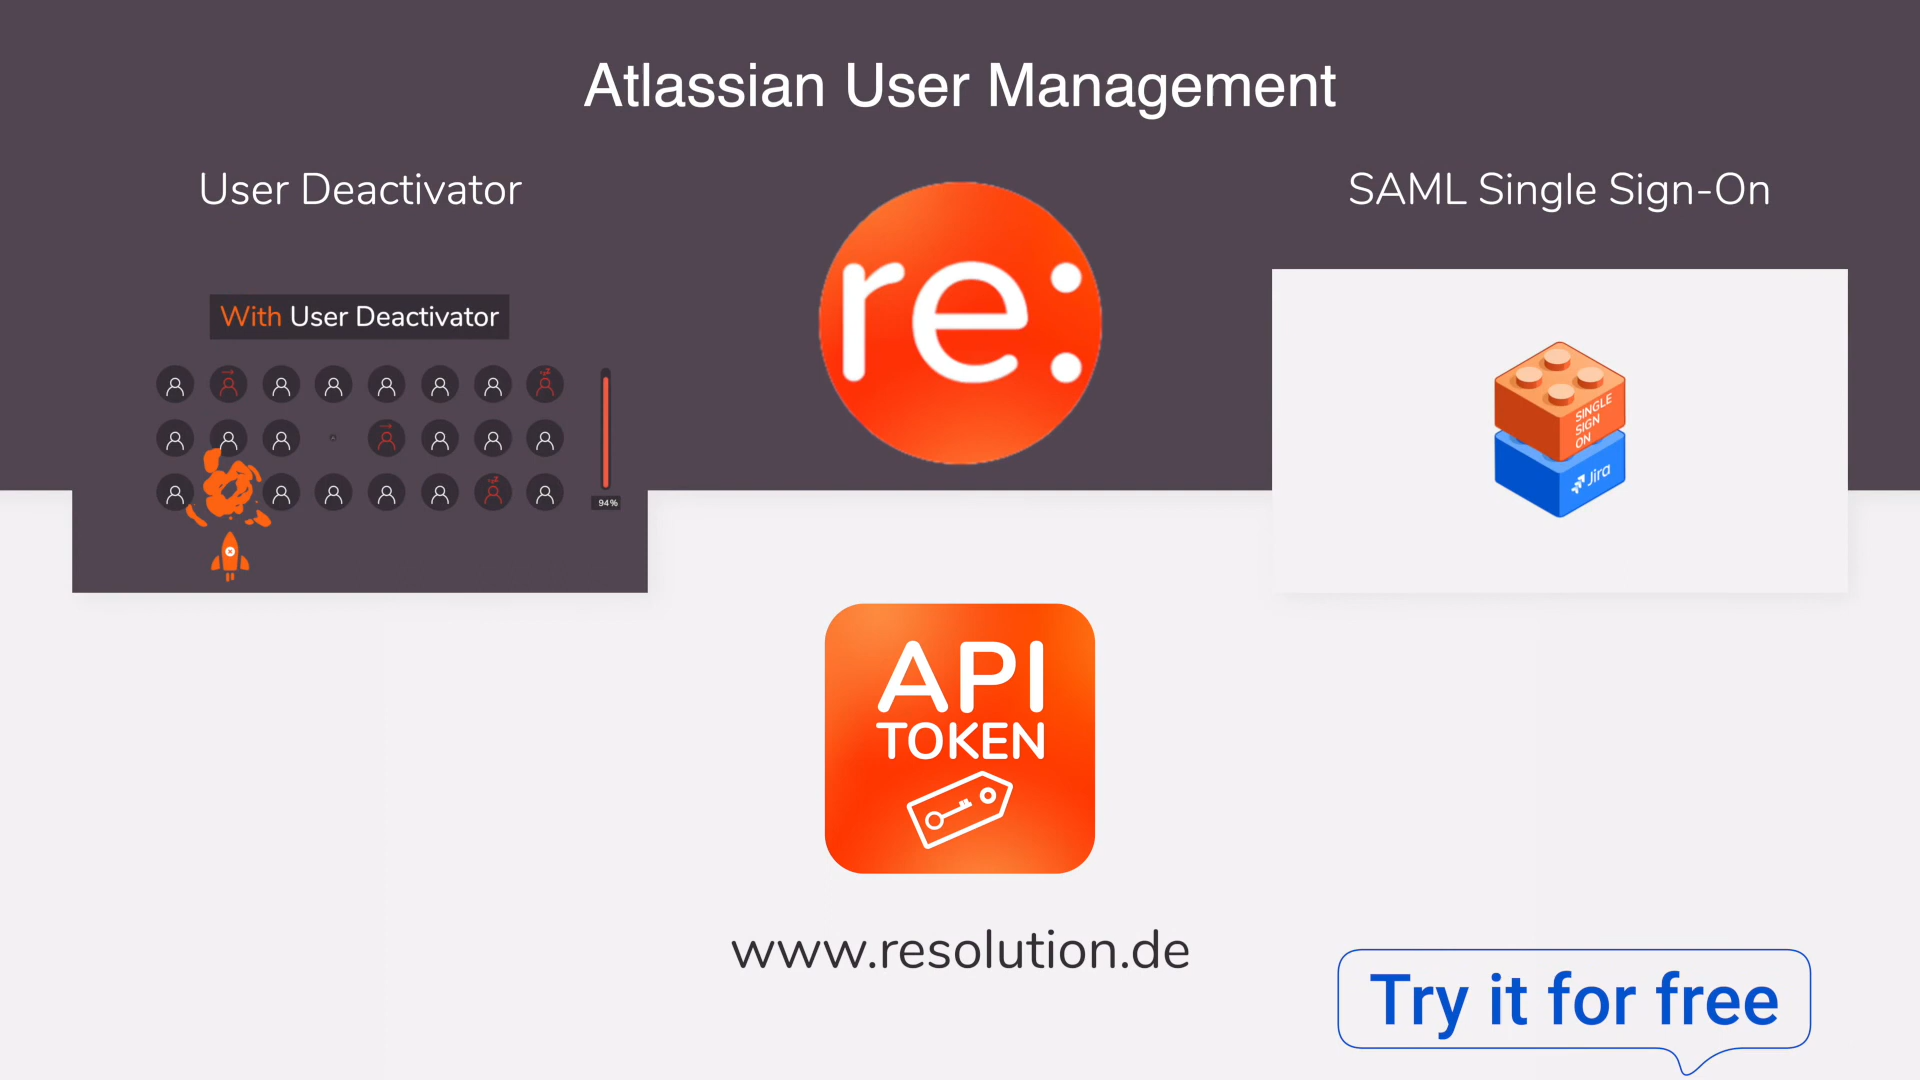 Atlassian User Management
User Deactivator
SAML Single Sign-On
re:
With User Deactivator
94%
SINGLE
SIGN
ON
Jira
API
TOKEN
www.resolution.de
Try it for free